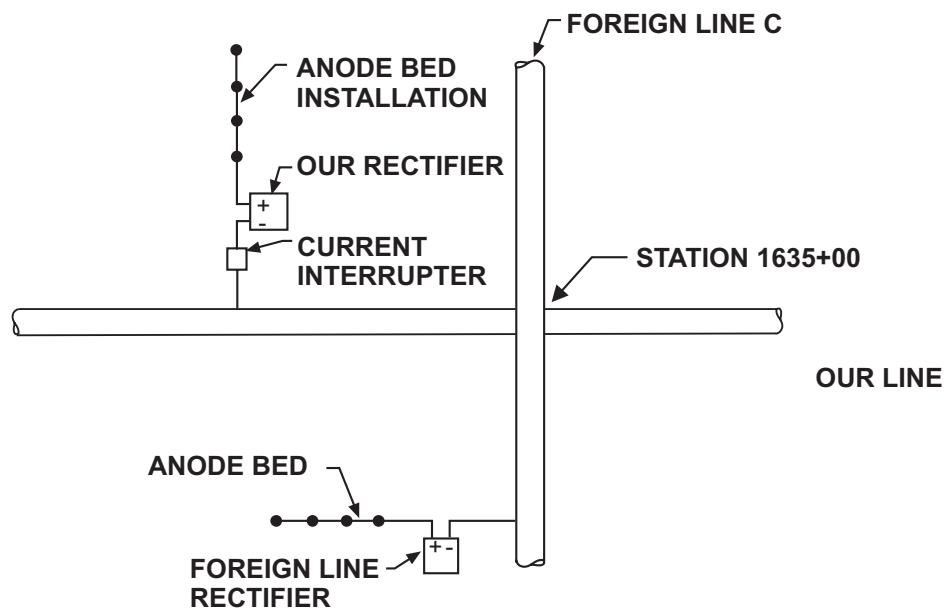 FOREIGN LINE C
ANODE BED
INSTALLATION
OUR RECTIFIER
+
-
CURRENT
INTERRUPTER
STATION 1635+00
OUR LINE
ANODE BED
+ -
FOREIGN LINE
RECTIFIER